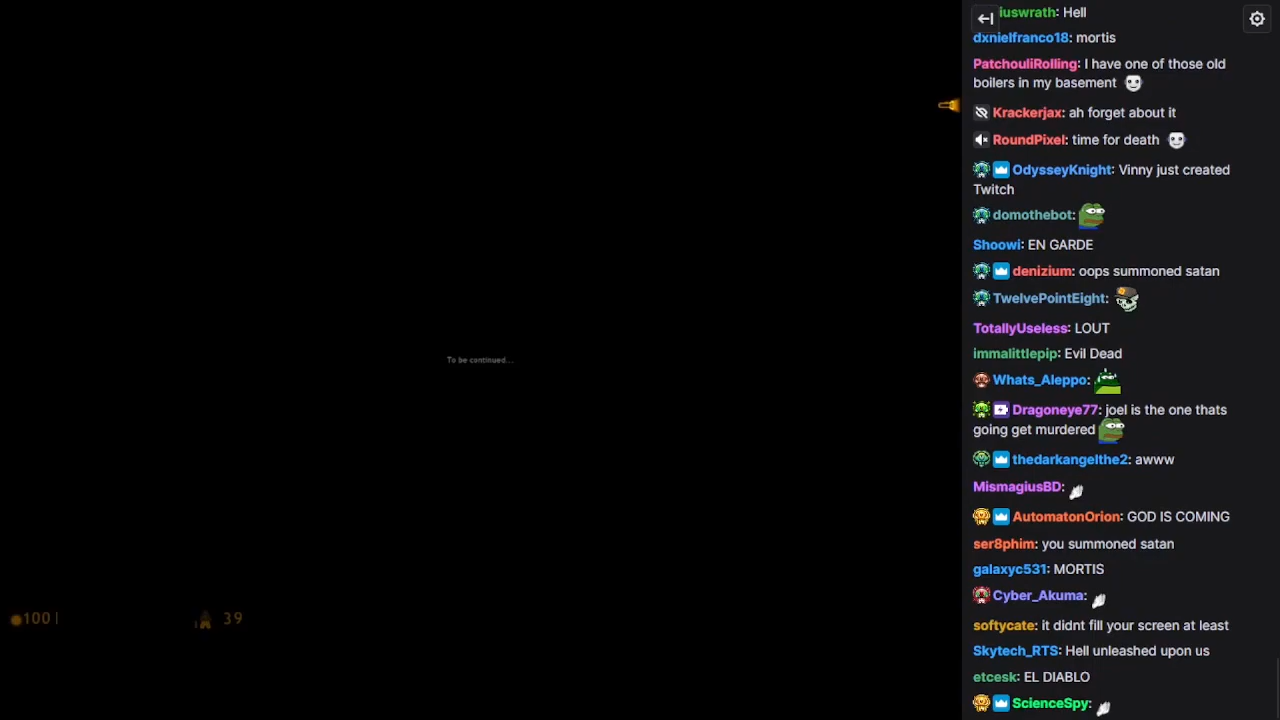 To be continued...
100
39
iuswrath: Hell
dxnielfranco18: mortis
PatchouliRolling: I have one of those old
boilers in my basement
Krackerjax: ah forget about it
RoundPixel: time for death
OdysseyKnight: Vinny just created
Twitch
domothebot:
Shoowi: EN GARDE
denizium: oops summoned satan
TwelvePointEight:
TotallyUseless: LOUT
immalittlepip: Evil Dead
Whats_Aleppo:
Dragoneye77: joel is the one thats
going get murdered
thedarkangelthe2: awww
MismagiusBD:
AutomatonOrion: GOD IS COMING
ser8phim: you summoned satan
galaxyc531: MORTIS
Cyber_Akuma:
softycate: it didnt fill your screen at least
Skytech_RTS: Hell unleashed upon us
etcesk: EL DIABLO
ScienceSpy: